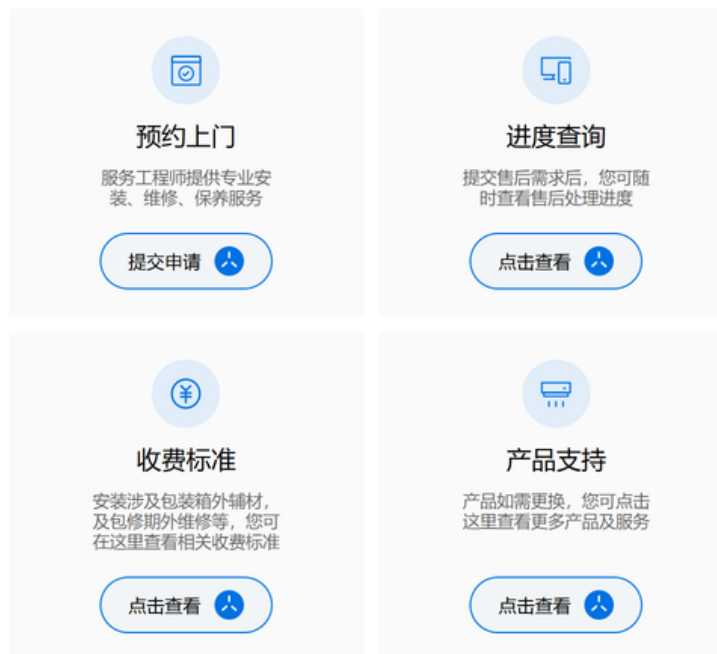 预约上门
服务工程师提供专业安
装、维修、保养服务
提交申请
进度查询
提交售后需求后，您可随
时查看售后处理进度
点击查看
收费标准
安装涉及包装箱外辅材，
及包修期外维修等，您可
在这里查看相关收费标准
点击查看
产品支持
产品如需更换，您可点击
这里查看更多产品及服务
点击查看